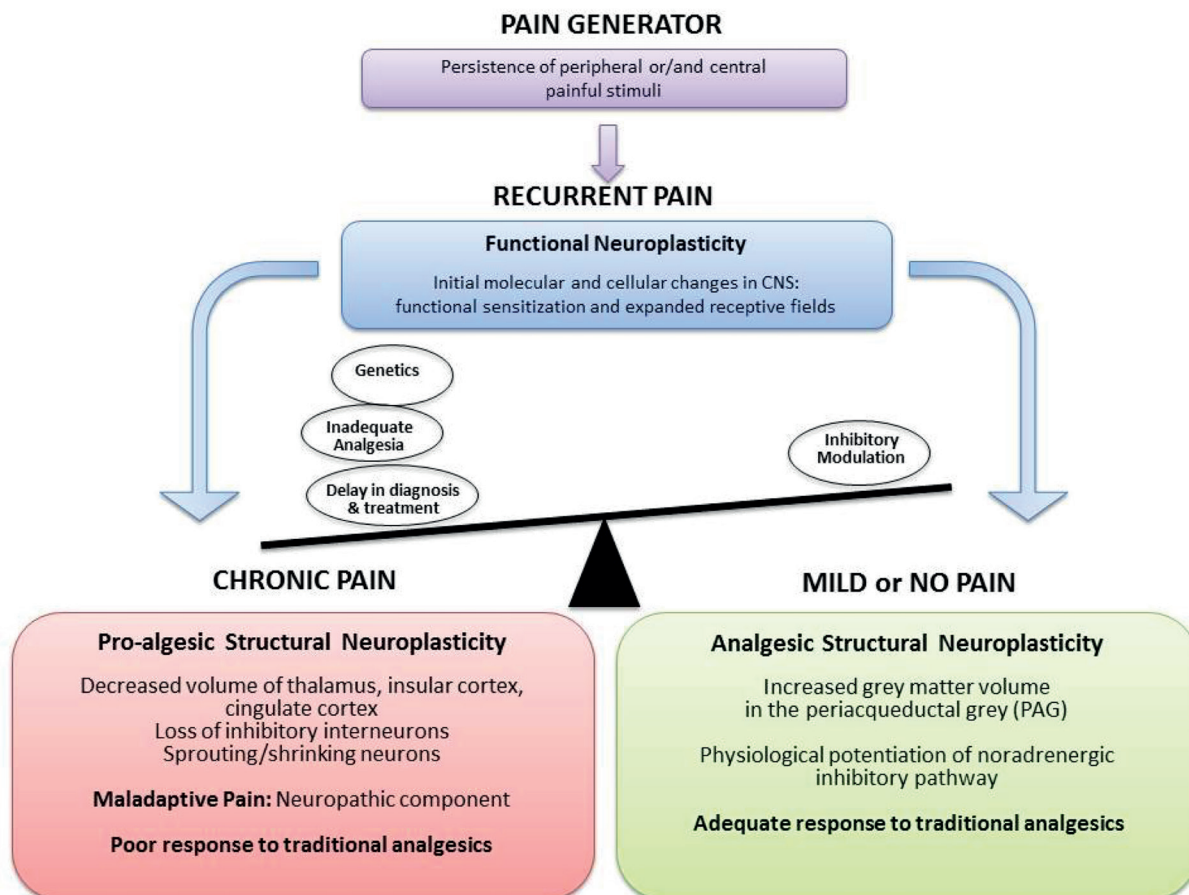 PAIN GENERATOR
Persistence of peripheral or/and central
painful stimuli
RECURRENT PAIN
Functional Neuroplasticity
Initial molecular and cellular changes in CNS:
functional sensitization and expanded receptive fields
Genetics
Inadequate
Analgesia
Delay in diagnosis
& treatment
Inhibitory
Modulation
CHRONIC PAIN
Pro-algesic Structural Neuroplasticity
Decreased volume of thalamus, insular cortex,
cingulate cortex
Loss of inhibitory interneurons
Sprouting/shrinking neurons
Maladaptive Pain: Neuropathic component
Poor response to traditional analgesics
MILD or NO PAIN
Analgesic Structural Neuroplasticity
Increased grey matter volume
in the periacqueductal grey (PAG)
Physiological potentiation of noradrenergic
inhibitory pathway
Adequate response to traditional analgesics